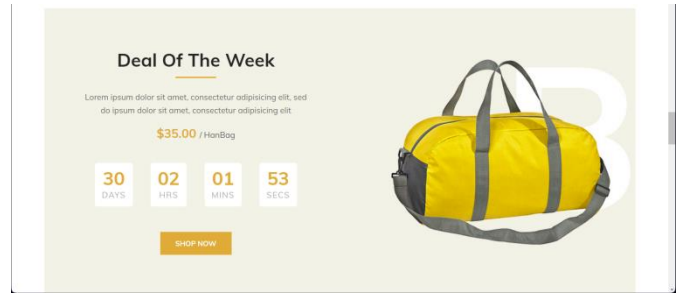 Deal Of The Week
Lorem ipsum dolor sit amet, consectetur adipisicing elit, sed
do ipsum dolor sit amet, consectetur adipisicing elit
$35.00 / HanBag
30 02 01 53
DAYS HRS MINS SECS
SHOP NOW
B